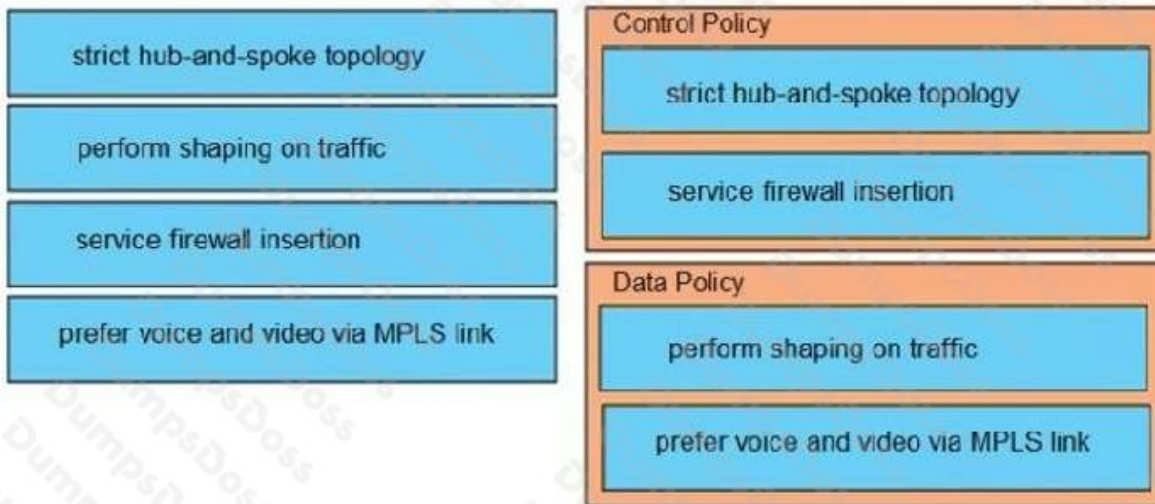 strict hub-and-spoke topology
perform shaping on traffic
service firewall insertion
prefer voice and video via MPLS link
Control Policy
strict hub-and-spoke topology
service firewall insertion
Data Policy
perform shaping on traffic
prefer voice and video via MPLS link
DumpsDoss